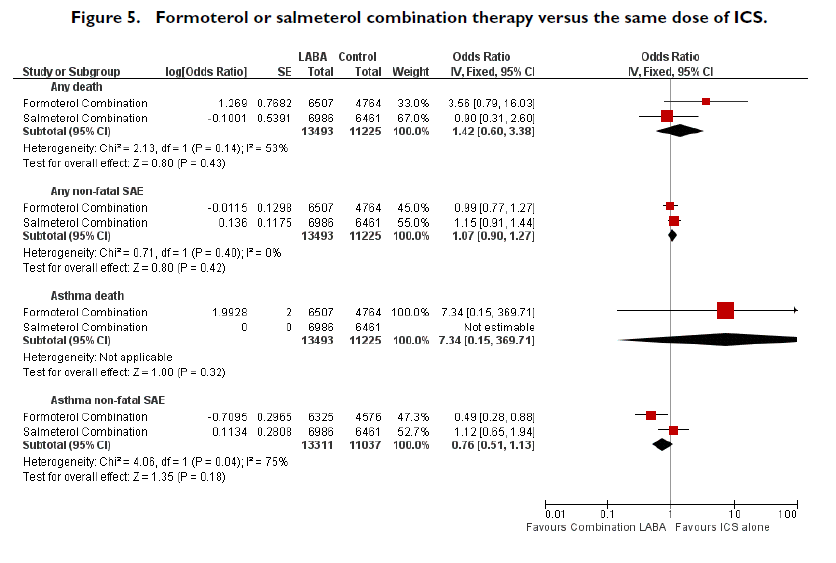 Figure 5. Formoterol or salmeterol combination therapy versus the same dose of ICS.
LABA Control Odds Ratio Odds Ratio
Study or Subgroup log[Odds Ratio] SE Total Total Weight IV, Fixed, 95% CI IV, Fixed, 95% CI
Any death
Formoterol Combination 1.269 0.7682 6507 4764 33.0% 3.56 [0.79, 16.03]
Salmeterol Combination -0.1001 0.5391 6986 6461 67.0% 0.90 [0.31, 2.60]
Subtotal (95% CI) 13493 11225 100.0% 1.42 [0.60, 3.38]
Heterogeneity: Chi² = 2.13, df = 1 (P = 0.14); I² = 53%
Test for overall effect: Z = 0.80 (P = 0.43)
Any non-fatal SAE
Formoterol Combination -0.0115 0.1298 6507 4764 45.0% 0.99 [0.77, 1.27]
Salmeterol Combination 0.136 0.1175 6986 6461 55.0% 1.15 [0.91, 1.44]
Subtotal (95% CI) 13493 11225 100.0% 1.07 [0.90, 1.27]
Heterogeneity: Chi² = 0.71, df = 1 (P = 0.40); I² = 0%
Test for overall effect: Z = 0.80 (P = 0.42)
Asthma death
Formoterol Combination 1.9928 2 6507 4764 100.0% 7.34 [0.15, 369.71]
Salmeterol Combination 0 0 6986 6461 Not estimable
Subtotal (95% CI) 13493 11225 100.0% 7.34 [0.15, 369.71]
Heterogeneity: Not applicable
Test for overall effect: Z = 1.00 (P = 0.32)
Asthma non-fatal SAE
Formoterol Combination -0.7095 0.2965 6325 4576 47.3% 0.49 [0.28, 0.88]
Salmeterol Combination 0.1134 0.2808 6986 6461 52.7% 1.12 [0.65, 1.94]
Subtotal (95% CI) 13311 11037 100.0% 0.76 [0.51, 1.13]
Heterogeneity: Chi² = 4.06, df = 1 (P = 0.04); I² = 75%
Test for overall effect: Z = 1.35 (P = 0.18)
0.01 0.1 1 10 100
Favours Combination LABA Favours ICS alone